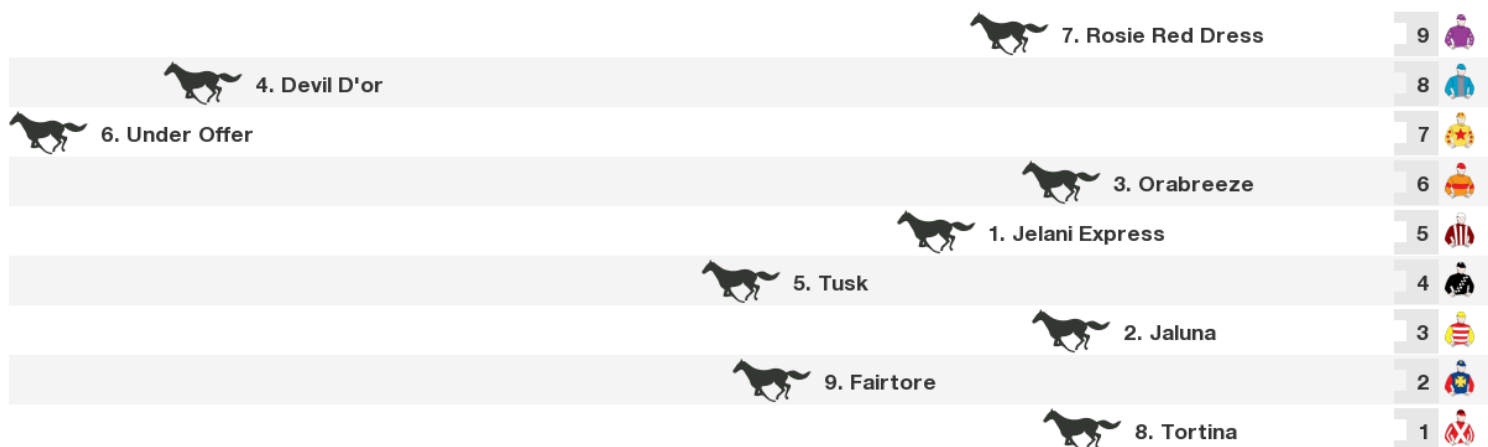 7. Rosie Red Dress 9
4. Devil D'or 8
6. Under Offer 7
3. Orabreeze 6
1. Jelani Express 5
5. Tusk 4
2. Jaluna 3
9. Fairtore 2
8. Tortina 1